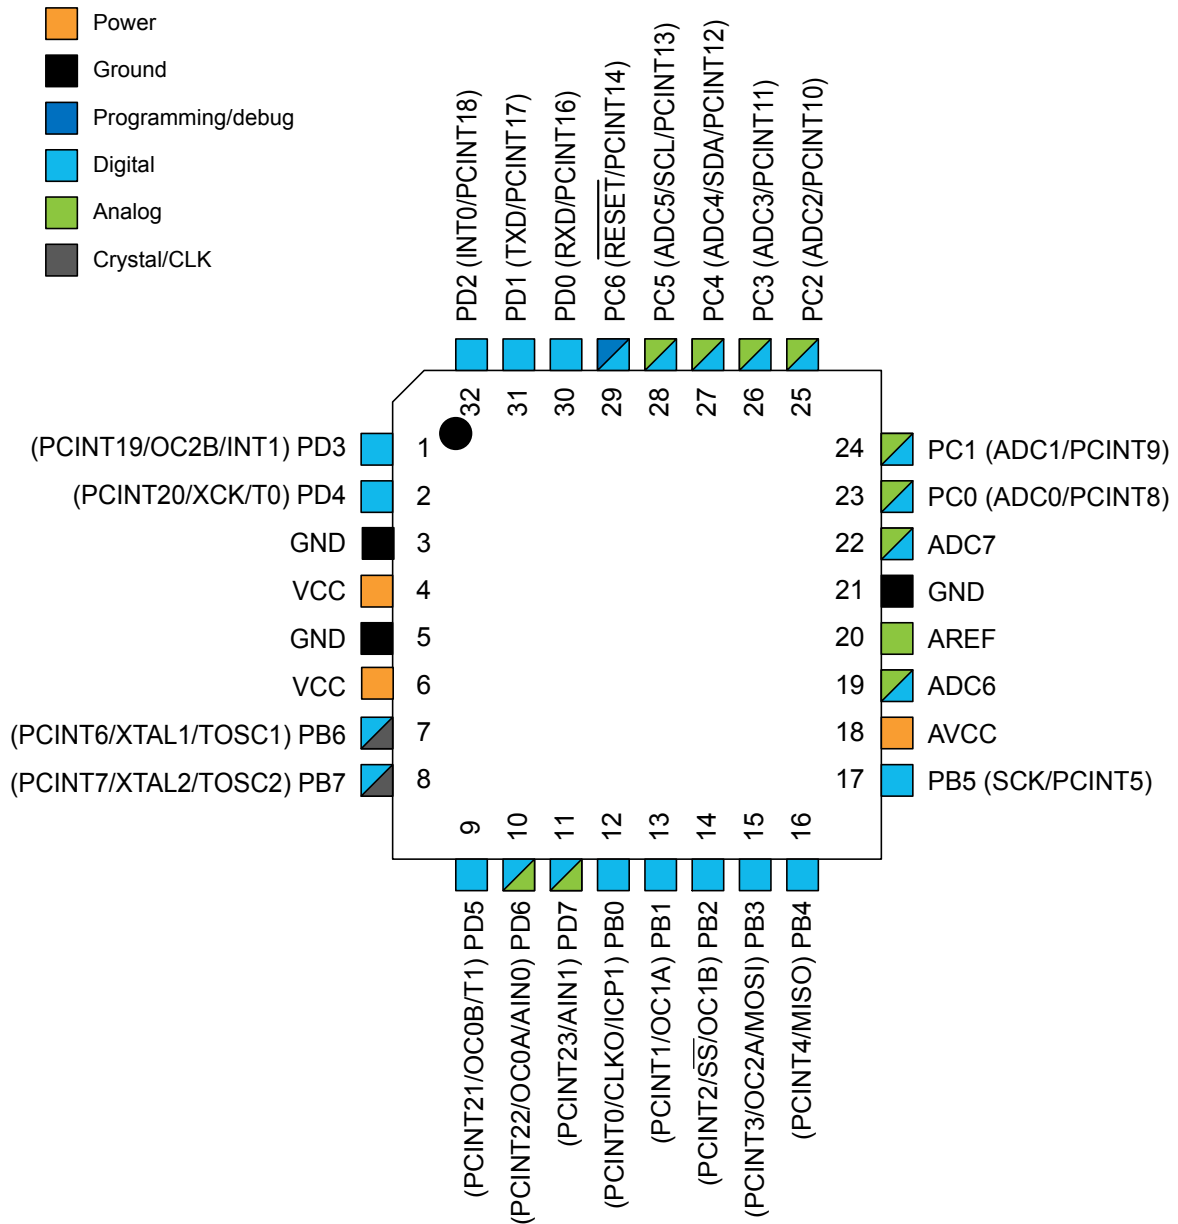 Power
Ground
Programming/debug
Digital
Analog
Crystal/CLK
PD2 (INT0/PCINT18)
PD1 (TXD/PCINT17)
PD0 (RXD/PCINT16)
PC6 (RESET/PCINT14)
PC5 (ADC5/SCL/PCINT13)
PC4 (ADC4/SDA/PCINT12)
PC3 (ADC3/PCINT11)
PC2 (ADC2/PCINT10)
32
31
30
29
28
27
26
25
(PCINT19/OC2B/INT1) PD3
1
(PCINT20/XCK/T0) PD4
2
GND
3
VCC
4
GND
5
VCC
6
(PCINT6/XTAL1/TOSC1) PB6
7
(PCINT7/XTAL2/TOSC2) PB7
8
24
PC1 (ADC1/PCINT9)
23
PC0 (ADC0/PCINT8)
22
ADC7
21
GND
20
AREF
19
ADC6
18
AVCC
17
PB5 (SCK/PCINT5)
9
10
11
12
13
14
15
16
(PCINT21/OC0B/T1) PD5
(PCINT22/OC0A/AIN0) PD6
(PCINT23/AIN1) PD7
(PCINT0/CLKO/ICP1) PB0
(PCINT1/OC1A) PB1
(PCINT2/SS/OC1B) PB2
(PCINT3/OC2A/MOSI) PB3
(PCINT4/MISO) PB4